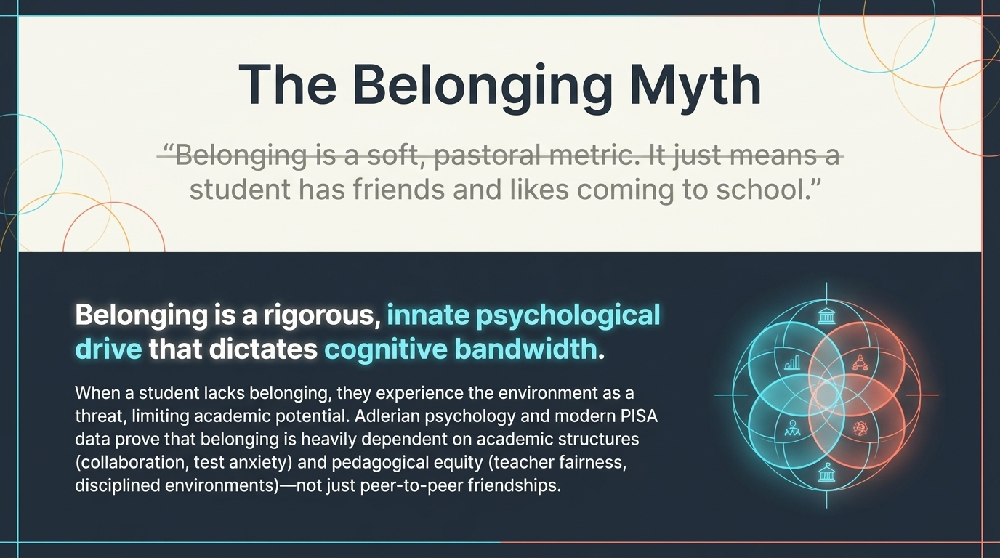 The Belonging Myth
“Belonging is a soft, pastoral metric. It just means a
student has friends and likes coming to school.”
Belonging is a rigorous, innate psychological
drive that dictates cognitive bandwidth.
When a student lacks belonging, they experience the environment as a
threat, limiting academic potential. Adlerian psychology and modern PISA
data prove that belonging is heavily dependent on academic structures
(collaboration, test anxiety) and pedagogical equity (teacher fairness,
disciplined environments)—not just peer-to-peer friendships.